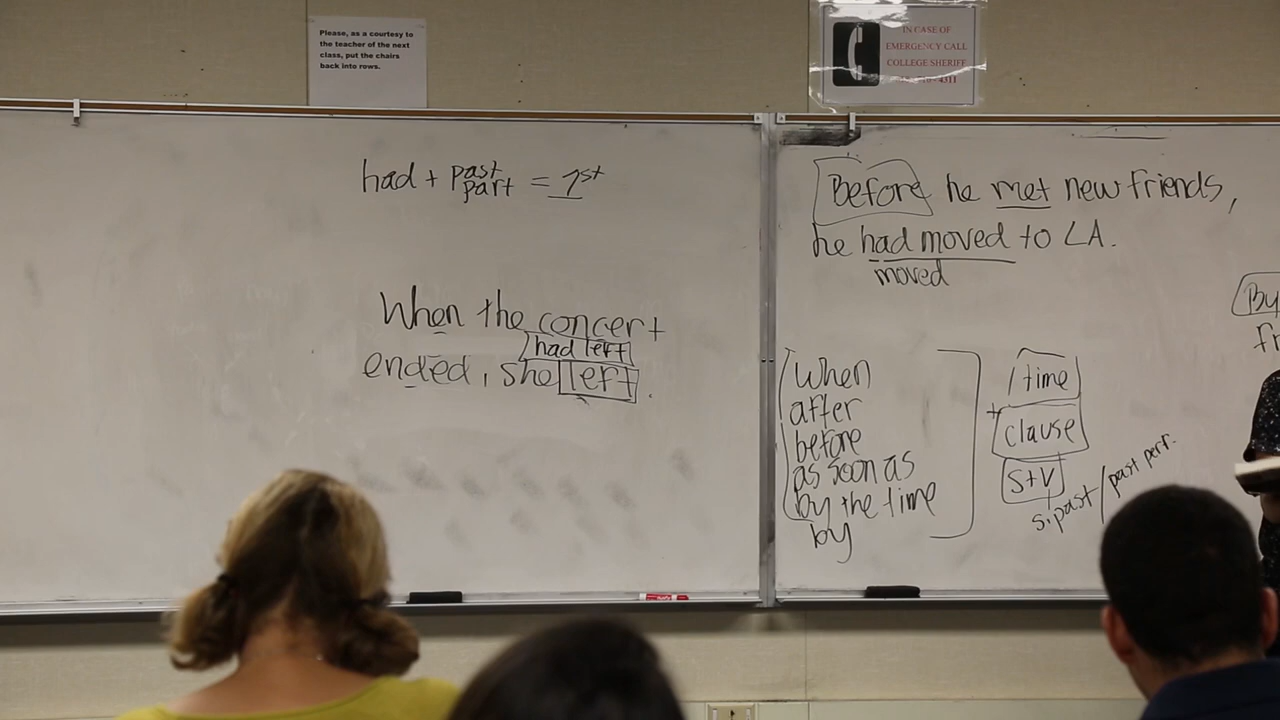 Please, as a courtesy to
the teacher of the next
class, put the chairs
back into rows.
IN CASE OF
EMERGENCY CALL
COLLEGE SHERIFF
4311
had + past part = 1st
When the concert
had left
ended, she left.
Before he met new friends,
he had moved to LA.
moved
when
after
before
as soon as
by the time
by
time
+ clause
S+V
s.past/past perf.
By
fr